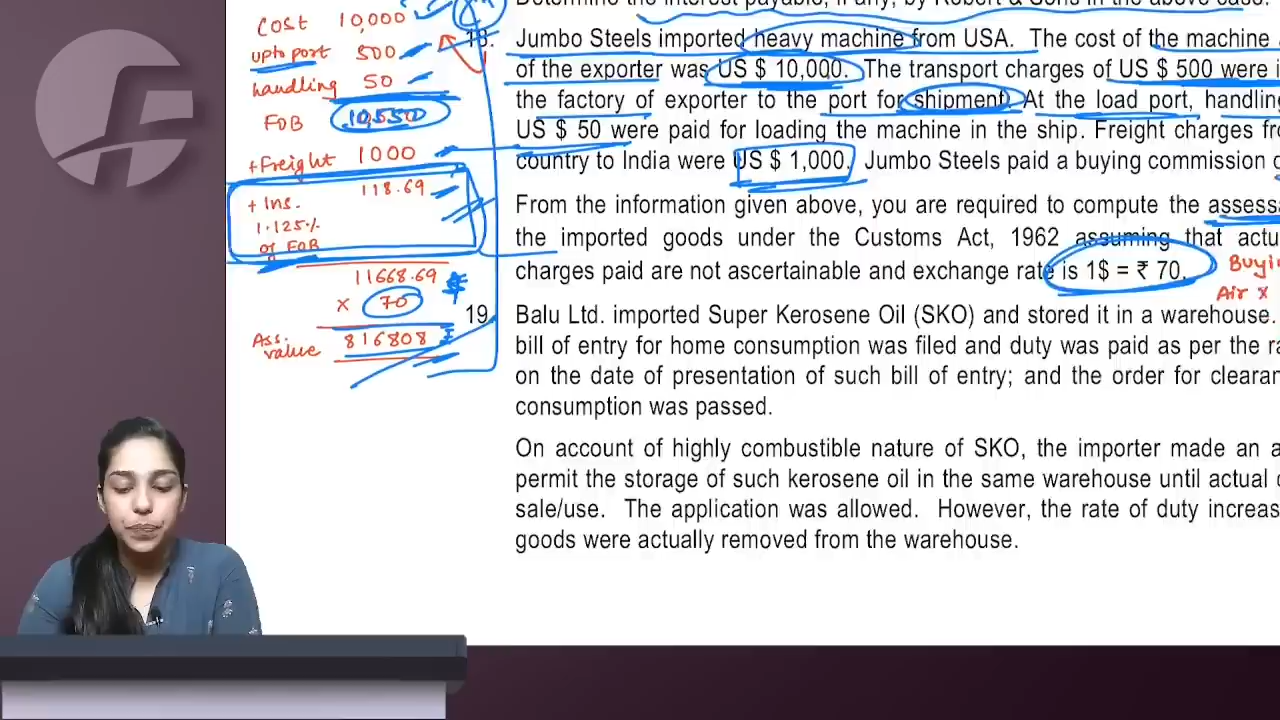 Cost 10,000
upto port 500
handling 50
FOB 10,550
+Freight 1000
118.69
+ Ins.
1.125%
of FOB
11668.69 $
x 70
Ass. value 816808
Determine the interest payable, if any, by Robert & Sons in the above case.
18. Jumbo Steels imported heavy machine from USA. The cost of the machine
of the exporter was US $ 10,000. The transport charges of US $ 500 were
the factory of exporter to the port for shipment. At the load port,
US $ 50 were paid for loading the machine in the ship. Freight charges
country to India were US $ 1,000. Jumbo Steels paid a buying commission
From the information given above, you are required to compute the
the imported goods under the Customs Act, 1962 assuming that
charges paid are not ascertainable and exchange rate is 1$ = ₹ 70.
Air x
19. Balu Ltd. imported Super Kerosene Oil (SKO) and stored it in a warehouse.
bill of entry for home consumption was filed and duty was paid as per the
on the date of presentation of such bill of entry; and the order for
consumption was passed.
On account of highly combustible nature of SKO, the importer made an
permit the storage of such kerosene oil in the same warehouse until actual
sale/use. The application was allowed. However, the rate of duty
goods were actually removed from the warehouse.